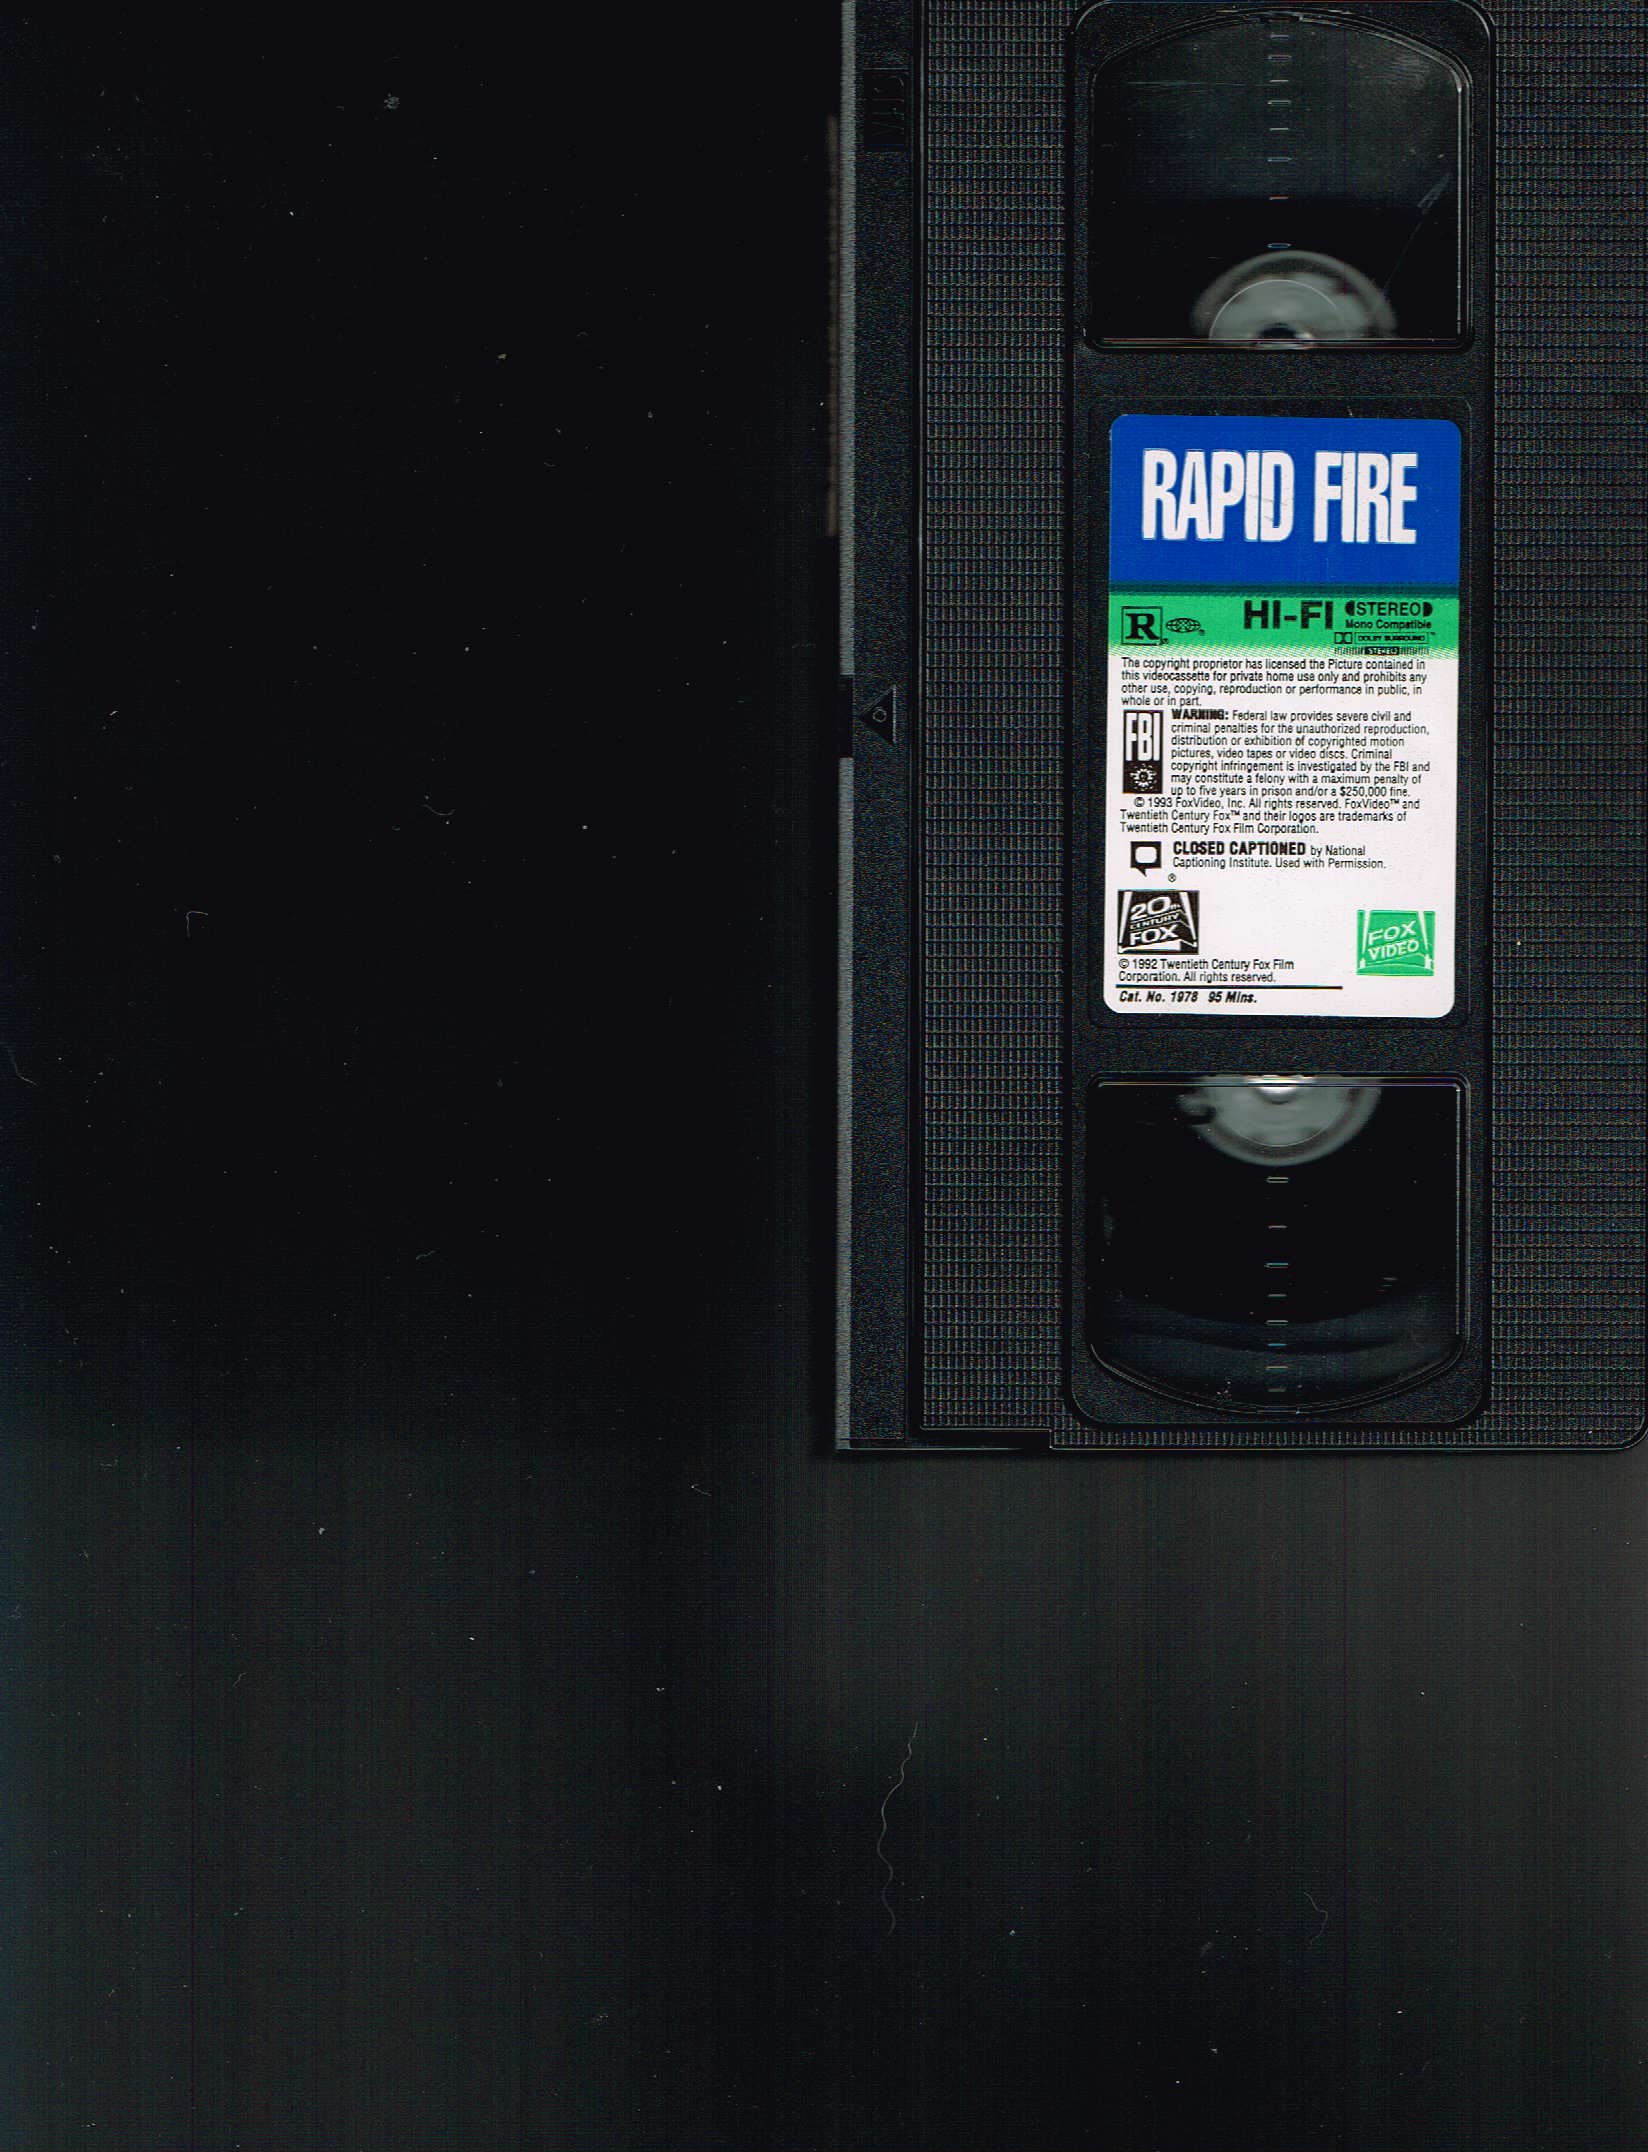 VHS
RAPID FIRE
R ®
®
HI-FI
STEREO
Mono Compatible
DOLBY SURROUND ™
STEREO
The copyright proprietor has licensed the Picture contained in
this videocassette for private home use only and prohibits any
other use, copying, reproduction or performance in public, in
whole or in part.
FBI
WARNING: Federal law provides severe civil and
criminal penalties for the unauthorized reproduction,
distribution or exhibition of copyrighted motion
pictures, video tapes or video discs. Criminal
copyright infringement is investigated by the FBI and
may constitute a felony with a maximum penalty of
up to five years in prison and/or a $250,000 fine.
© 1993 FoxVideo, Inc. All rights reserved. FoxVideo™ and
Twentieth Century Fox™ and their logos are trademarks of
Twentieth Century Fox Film Corporation.
CLOSED CAPTIONED by National
Captioning Institute. Used with Permission.
®
20th
CENTURY
FOX
FOX
VIDEO
© 1992 Twentieth Century Fox Film
Corporation. All rights reserved.
Cat. No. 1978 95 Mins.